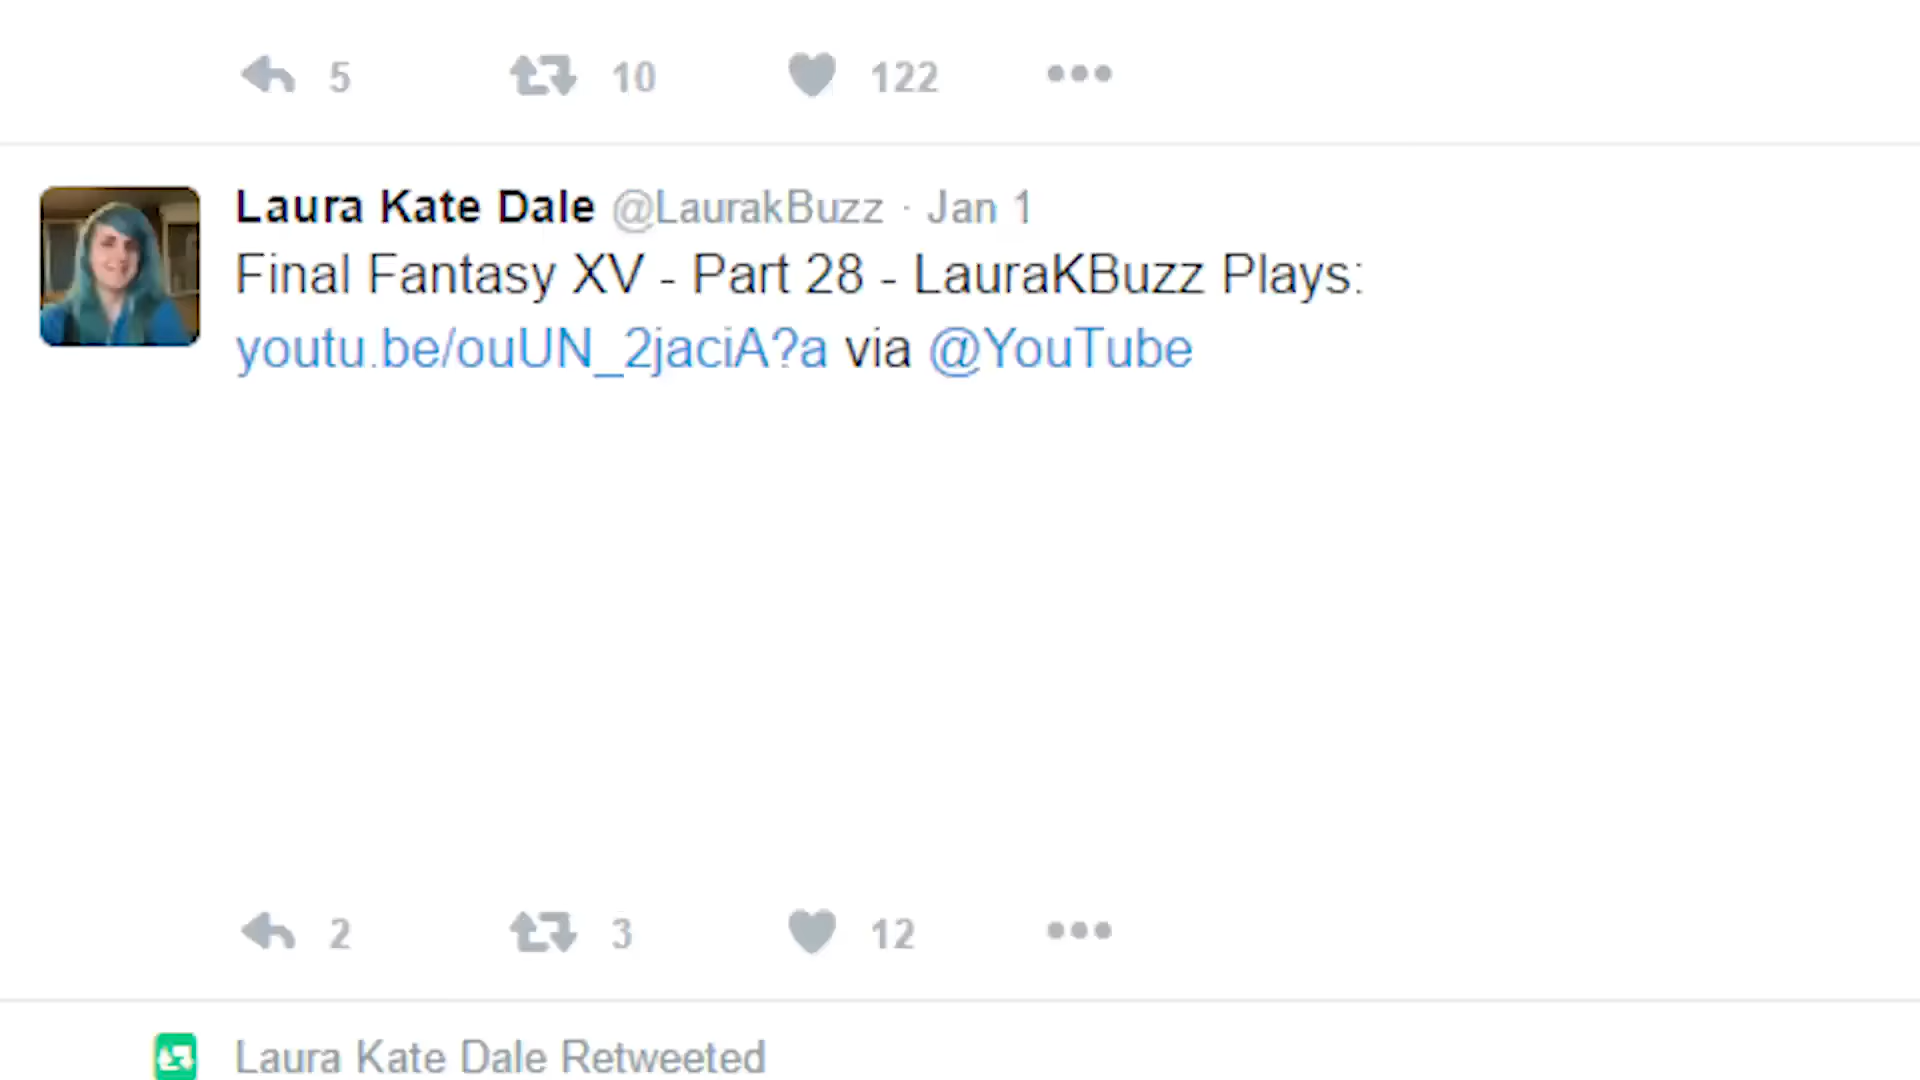 5 10 122
Laura Kate Dale @LaurakBuzz · Jan 1
Final Fantasy XV - Part 28 - LauraKBuzz Plays:
youtu.be/ouUN_2jaciA?a via @YouTube
2 3 12
Laura Kate Dale Retweeted